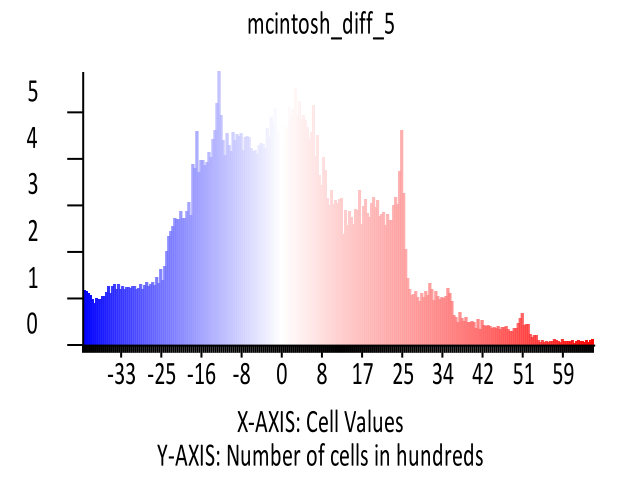 mcintosh_diff_5
5
4
3
2
1
0
-33 -25 -16 -8 0 8 17 25 34 42 51 59
X-AXIS: Cell Values
Y-AXIS: Number of cells in hundreds